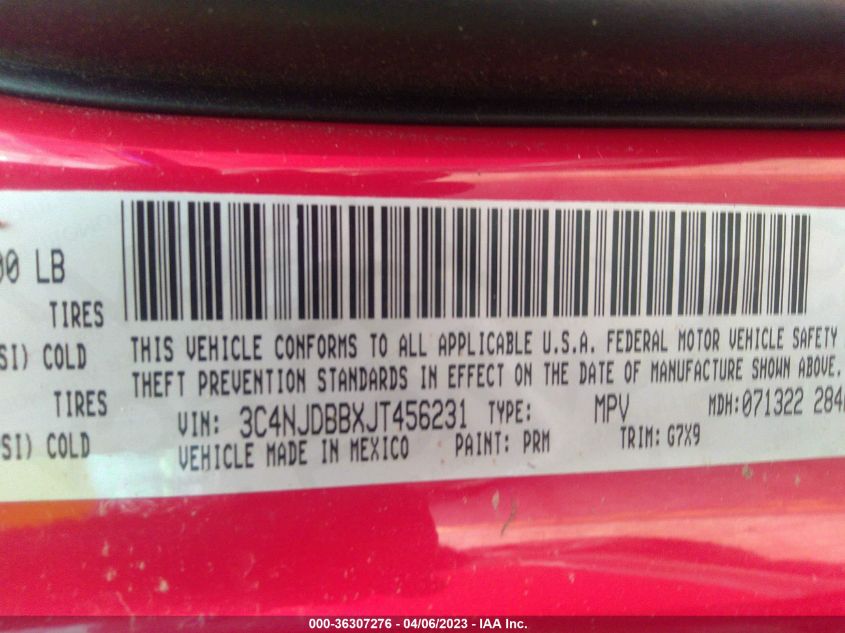 00 LB
TIRES
SI) COLD
TIRES
SI) COLD
THIS VEHICLE CONFORMS TO ALL APPLICABLE U.S.A. FEDERAL MOTOR VEHICLE SAFETY
THEFT PREVENTION STANDARDS IN EFFECT ON THE DATE OF MANUFACTURE SHOWN ABOVE.
VIN: 3C4NJDBBXJT456231 TYPE: MPV MDH:071322 284
VEHICLE MADE IN MEXICO PAINT: PRM TRIM: G7X9
000-36307276 - 04/06/2023 - IAA Inc.